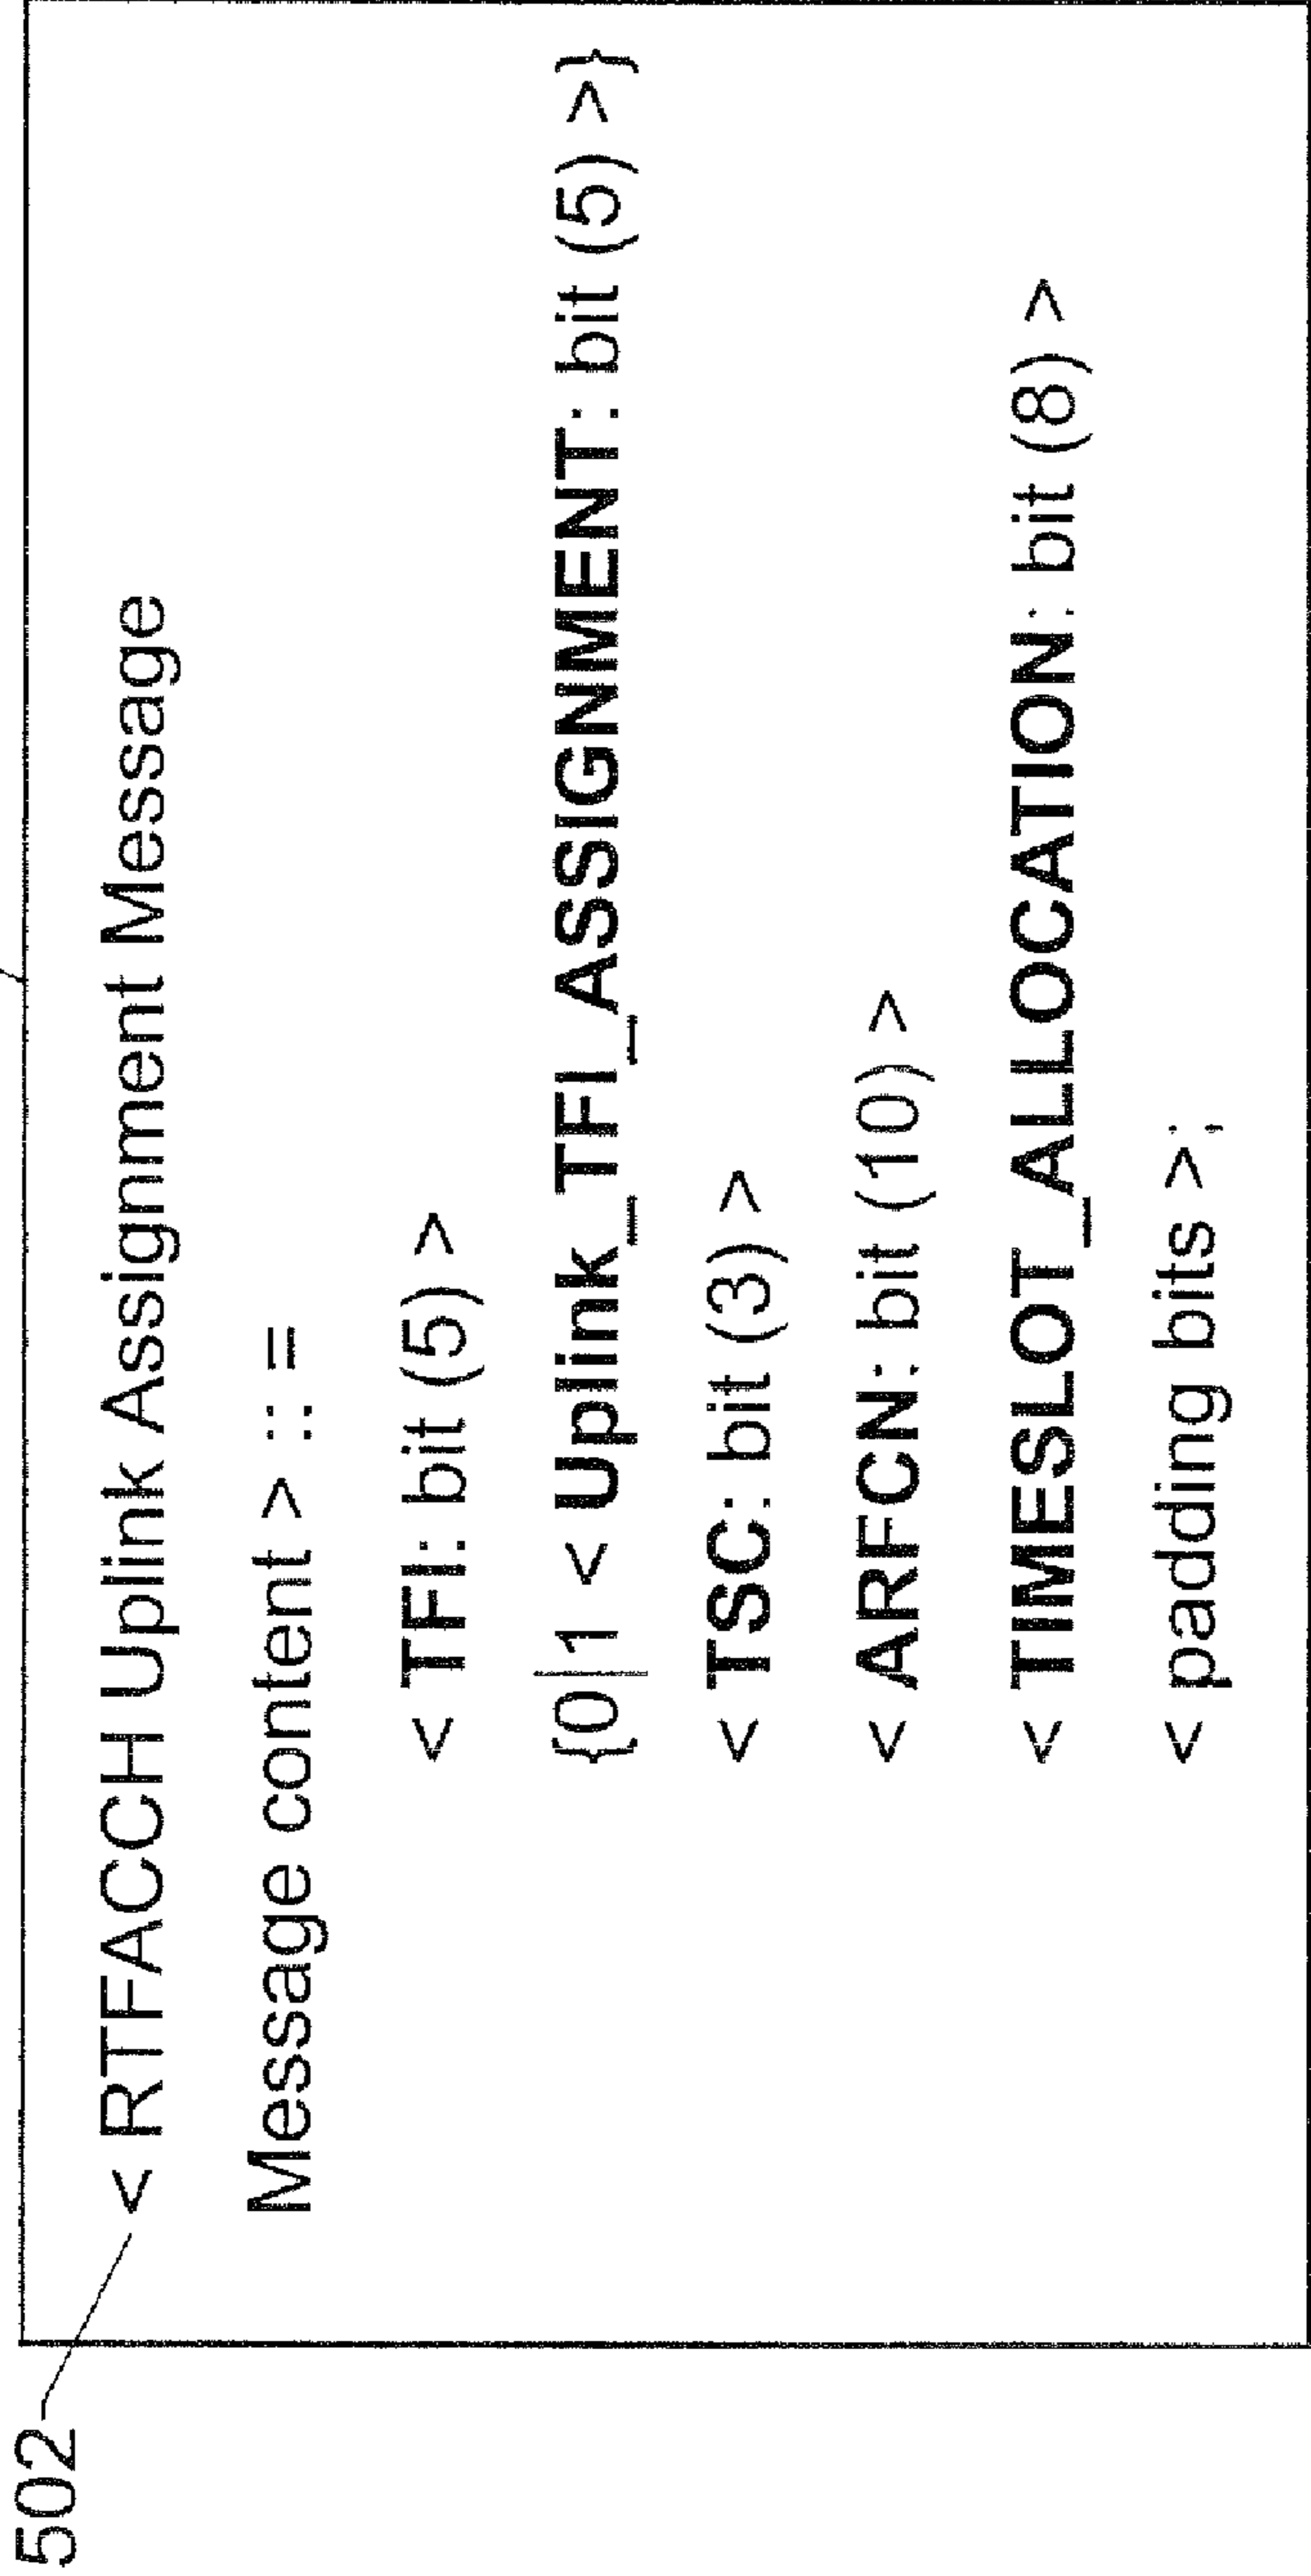 502
< RTFACCH Uplink Assignment Message
Message content > : : =
< TFI: bit (5) >
{0|1 < Uplink_TFI_ASSIGNMENT: bit (5) >}
< TSC: bit (3) >
< ARFCN: bit (10) >
< TIMESLOT_ALLOCATION: bit (8) >
< padding bits >;